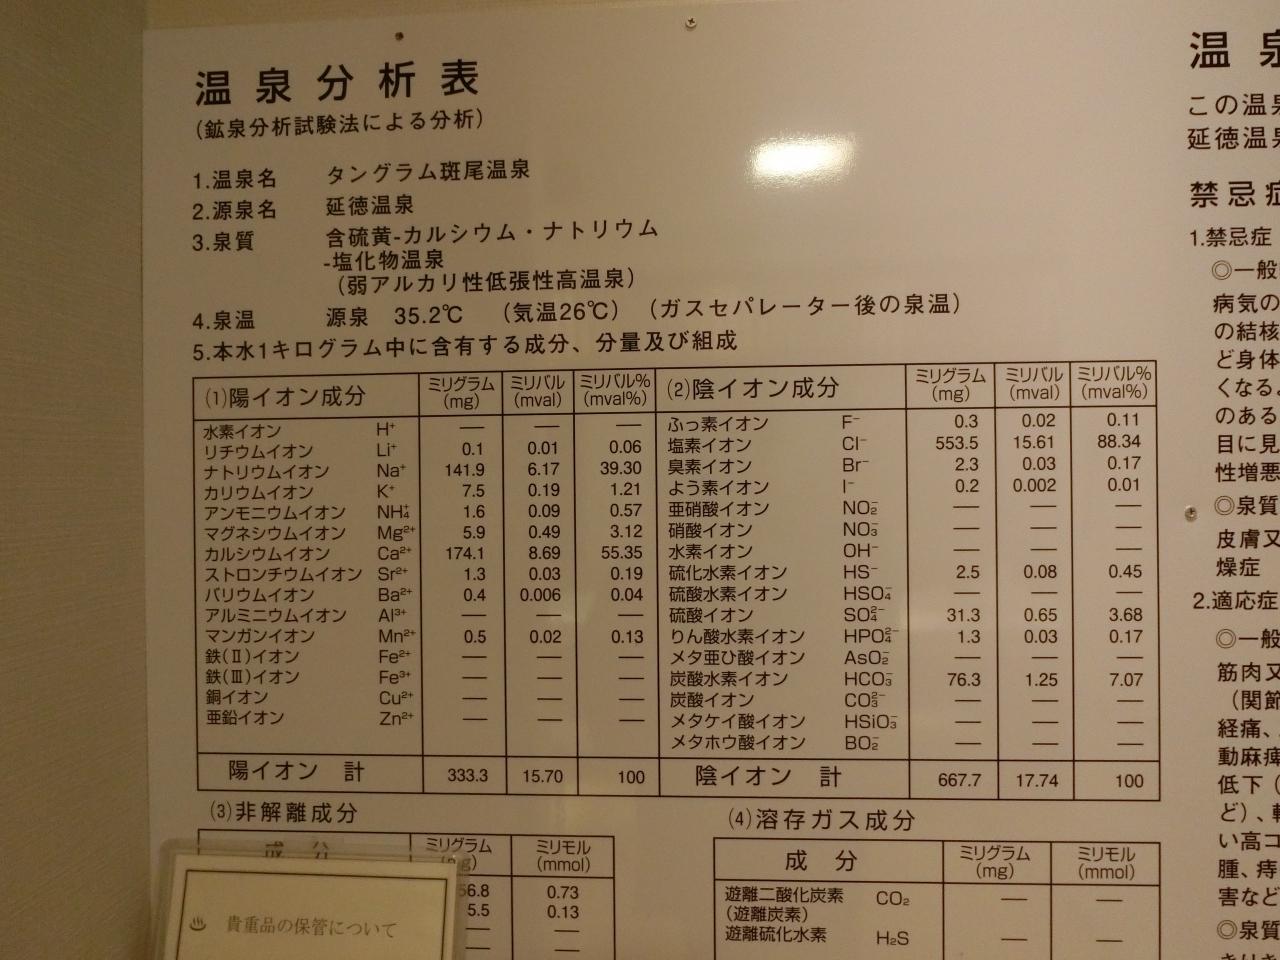 温泉分析表
(鉱泉分析試験法による分析)
1.温泉名 タングラム斑尾温泉
2.源泉名 延徳温泉
3.泉質 含硫黄-カルシウム・ナトリウム
-塩化物温泉
(弱アルカリ性低張性高温泉)
4.泉温 源泉 35.2℃ (気温26℃) (ガスセパレーター後の泉温)
5.本水1キログラム中に含有する成分、分量及び組成
(1)陽イオン成分 ミリグラム(mg) ミリバル(mval) ミリバル%(mval%)
水素イオン H⁺ — — —
リチウムイオン Li⁺ 0.1 0.01 0.06
ナトリウムイオン Na⁺ 141.9 6.17 39.30
カリウムイオン K⁺ 7.5 0.19 1.21
アンモニウムイオン NH₄⁺ 1.6 0.09 0.57
マグネシウムイオン Mg²⁺ 5.9 0.49 3.12
カルシウムイオン Ca²⁺ 174.1 8.69 55.35
ストロンチウムイオン Sr²⁺ 1.3 0.03 0.19
バリウムイオン Ba²⁺ 0.4 0.006 0.04
アルミニウムイオン Al³⁺ — — —
マンガンイオン Mn²⁺ 0.5 0.02 0.13
鉄(Ⅱ)イオン Fe²⁺ — — —
鉄(Ⅲ)イオン Fe³⁺ — — —
銅イオン Cu²⁺ — — —
亜鉛イオン Zn²⁺ — — —
陽イオン 計 333.3 15.70 100
(2)陰イオン成分 ミリグラム(mg) ミリバル(mval) ミリバル%(mval%)
ふっ素イオン F⁻ 0.3 0.02 0.11
塩素イオン Cl⁻ 553.5 15.61 88.34
臭素イオン Br⁻ 2.3 0.03 0.17
よう素イオン I⁻ 0.2 0.002 0.01
亜硝酸イオン NO₂⁻ — — —
硝酸イオン NO₃⁻ — — —
水素イオン OH⁻ — — —
硫化水素イオン HS⁻ 2.5 0.08 0.45
硫酸水素イオン HSO₄⁻ — — —
硫酸イオン SO₄²⁻ 31.3 0.65 3.68
りん酸水素イオン HPO₄²⁻ 1.3 0.03 0.17
メタ亜ひ酸イオン AsO₂⁻ — — —
炭酸水素イオン HCO₃⁻ 76.3 1.25 7.07
炭酸イオン CO₃²⁻ — — —
メタケイ酸イオン HSiO₃⁻ — — —
メタホウ酸イオン BO₂⁻ — — —
陰イオン 計 667.7 17.74 100
(3)非解離成分
成 分 ミリグラム ミリモル(mmol)
56.8 0.73
5.5 0.13
— —
— —
(4)溶存ガス成分
成 分 ミリグラム(mg) ミリモル(mmol)
遊離二酸化炭素 CO₂ — —
(遊離炭素)
遊離硫化水素 H₂S — —
♨ 貴重品の保管について
温泉
この温泉
延徳温泉
禁忌症
1.禁忌症
◎一般
病気の
の結核
ど身体
くなる
のある
目に見
性増悪
◎泉質
皮膚又
燥症
2.適応症
◎一般
筋肉又
(関節
経痛、
動麻痺
低下(
ど)、軽
い高コ
腫、痔
害など
◎泉質
きりき